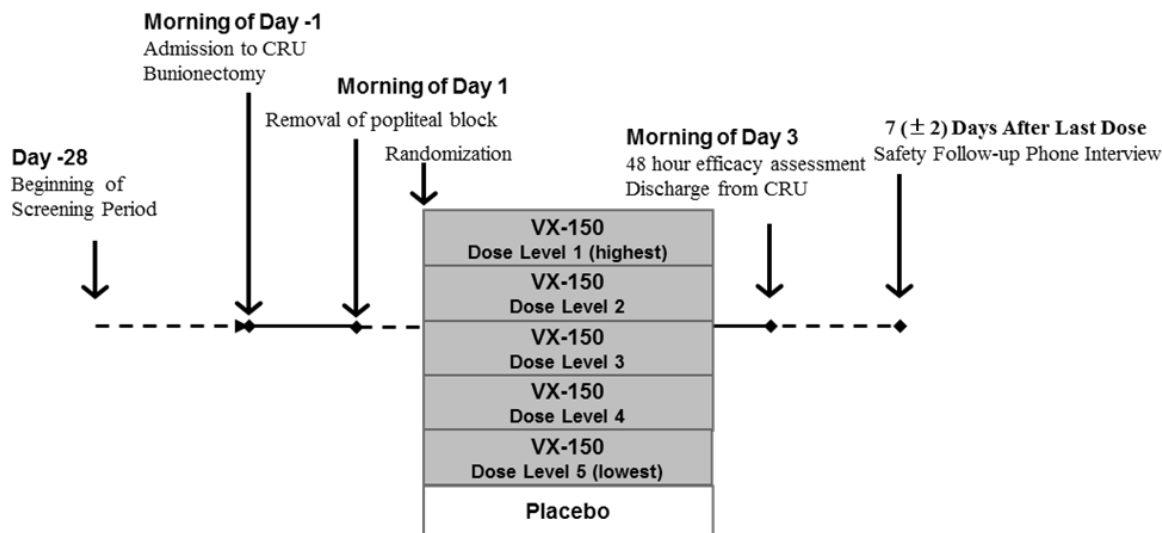 Morning of Day -1
Admission to CRU
Bunionectomy
Morning of Day 1
Removal of popliteal block
Randomization
Day -28
Beginning of
Screening Period
Morning of Day 3
48 hour efficacy assessment
Discharge from CRU
7 (± 2) Days After Last Dose
Safety Follow-up Phone Interview
VX-150
Dose Level 1 (highest)
VX-150
Dose Level 2
VX-150
Dose Level 3
VX-150
Dose Level 4
VX-150
Dose Level 5 (lowest)
Placebo